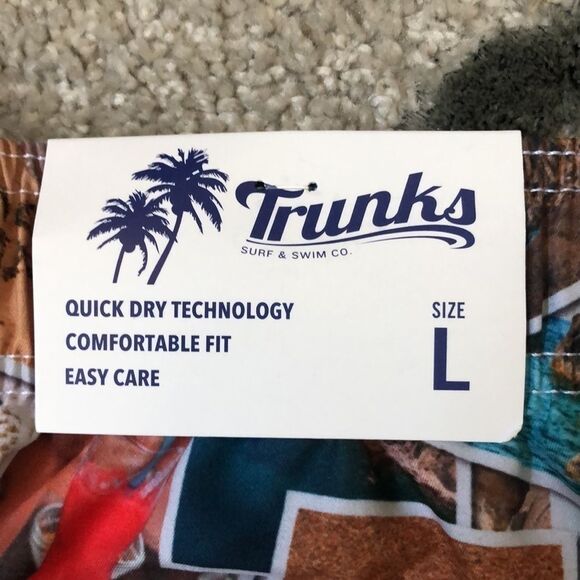 Trunks
SURF & SWIM CO.
QUICK DRY TECHNOLOGY
COMFORTABLE FIT
EASY CARE
SIZE
L